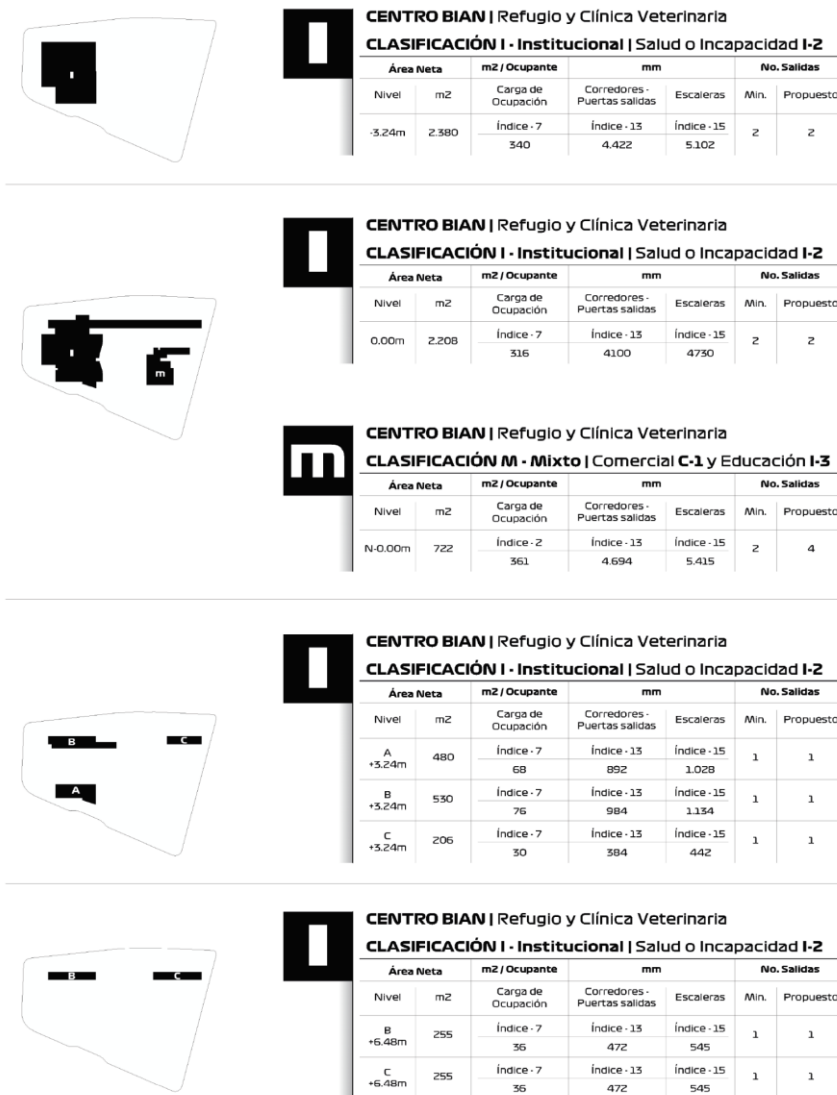 CENTRO BIAN | Refugio y Clínica Veterinaria
CLASIFICACIÓN I - Institucional | Salud o Incapacidad I-2
Área Neta m2 / Ocupante mm No. Salidas
Nivel m2 Carga de Ocupación Corredores - Puertas salidas Escaleras Min. Propuesto
-3.24m 2.380 Índice - 7 Índice - 13 Índice - 15 2 2
340 4.422 5.102
I
CENTRO BIAN | Refugio y Clínica Veterinaria
CLASIFICACIÓN I - Institucional | Salud o Incapacidad I-2
Área Neta m2 / Ocupante mm No. Salidas
Nivel m2 Carga de Ocupación Corredores - Puertas salidas Escaleras Min. Propuesto
0.00m 2.208 Índice - 7 Índice - 13 Índice - 15 2 2
316 4100 4730
I
m
m
CENTRO BIAN | Refugio y Clínica Veterinaria
CLASIFICACIÓN M - Mixto | Comercial C-1 y Educación I-3
Área Neta m2 / Ocupante mm No. Salidas
Nivel m2 Carga de Ocupación Corredores - Puertas salidas Escaleras Min. Propuesto
N-0.00m 722 Índice - 2 Índice - 13 Índice - 15 2 4
361 4.694 5.415
CENTRO BIAN | Refugio y Clínica Veterinaria
CLASIFICACIÓN I - Institucional | Salud o Incapacidad I-2
Área Neta m2 / Ocupante mm No. Salidas
Nivel m2 Carga de Ocupación Corredores - Puertas salidas Escaleras Min. Propuesto
B C
A
A +3.24m 480 Índice - 7 Índice - 13 Índice - 15 1 1
68 892 1.028
B +3.24m 530 Índice - 7 Índice - 13 Índice - 15 1 1
76 984 1.134
C +3.24m 206 Índice - 7 Índice - 13 Índice - 15 1 1
30 384 442
CENTRO BIAN | Refugio y Clínica Veterinaria
CLASIFICACIÓN I - Institucional | Salud o Incapacidad I-2
Área Neta m2 / Ocupante mm No. Salidas
Nivel m2 Carga de Ocupación Corredores - Puertas salidas Escaleras Min. Propuesto
B C
B +6.48m 255 Índice - 7 Índice - 13 Índice - 15 1 1
36 472 545
C +6.48m 255 Índice - 7 Índice - 13 Índice - 15 1 1
36 472 545